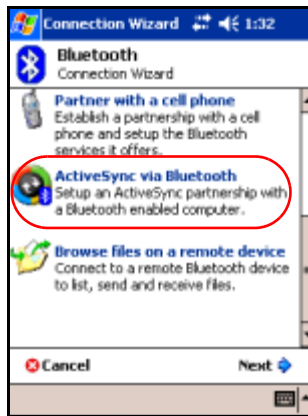 Connection Wizard 1:32
Bluetooth
Connection Wizard
Partner with a cell phone
Establish a partnership with a cell
phone and setup the Bluetooth
services it offers.
ActiveSync via Bluetooth
Setup an ActiveSync partnership with
a Bluetooth enabled computer.
Browse files on a remote device
Connect to a remote Bluetooth device
to list, send and receive files.
Cancel Next